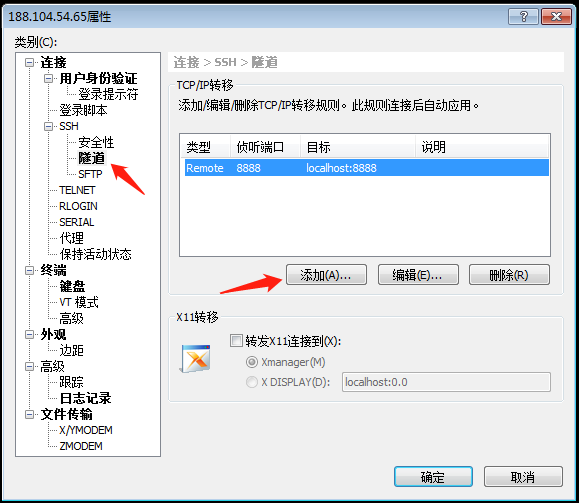 188.104.54.65属性
类别(C):
连接
用户身份验证
登录提示符
登录脚本
SSH
安全性
隧道
SFTP
TELNET
RLOGIN
SERIAL
代理
保持活动状态
终端
键盘
VT 模式
高级
外观
边距
高级
跟踪
日志记录
文件传输
X/YMODEM
ZMODEM
连接 > SSH > 隧道
TCP/IP转移
添加/编辑/删除TCP/IP转移规则。此规则连接后自动应用。
类型 侦听端口 目标 说明
Remote 8888 localhost:8888
添加(A)... 编辑(E)... 删除(R)
X11转移
转发X11连接到(X):
Xmanager(M)
X DISPLAY(D): localhost:0.0
确定 取消